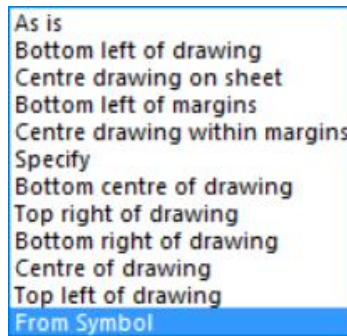 As is
Bottom left of drawing
Centre drawing on sheet
Bottom left of margins
Centre drawing within margins
Specify
Bottom centre of drawing
Top right of drawing
Bottom right of drawing
Centre of drawing
Top left of drawing
From Symbol